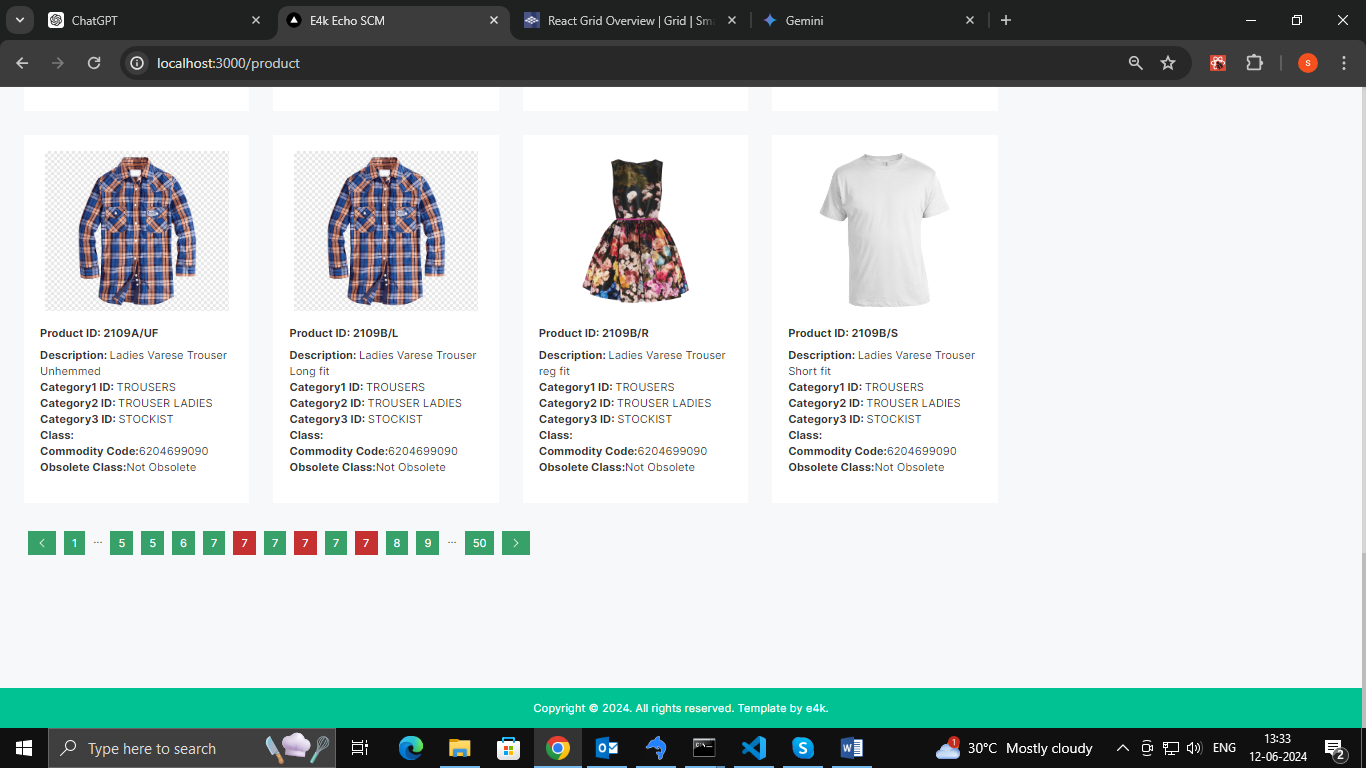 ChatGPT
E4k Echo SCM
React Grid Overview | Grid | Sm
Gemini
localhost:3000/product
s
Product ID: 2109A/UF
Description: Ladies Varese Trouser
Unhemmed
Category1 ID: TROUSERS
Category2 ID: TROUSER LADIES
Category3 ID: STOCKIST
Class:
Commodity Code:6204699090
Obsolete Class:Not Obsolete
Product ID: 2109B/L
Description: Ladies Varese Trouser
Long fit
Category1 ID: TROUSERS
Category2 ID: TROUSER LADIES
Category3 ID: STOCKIST
Class:
Commodity Code:6204699090
Obsolete Class:Not Obsolete
Product ID: 2109B/R
Description: Ladies Varese Trouser
reg fit
Category1 ID: TROUSERS
Category2 ID: TROUSER LADIES
Category3 ID: STOCKIST
Class:
Commodity Code:6204699090
Obsolete Class:Not Obsolete
Product ID: 2109B/S
Description: Ladies Varese Trouser
Short fit
Category1 ID: TROUSERS
Category2 ID: TROUSER LADIES
Category3 ID: STOCKIST
Class:
Commodity Code:6204699090
Obsolete Class:Not Obsolete
1 ... 5 5 6 7 7 7 7 7 7 8 9 ... 50
Copyright © 2024. All rights reserved. Template by e4k.
Type here to search
1
30°C Mostly cloudy
ENG
13:33
12-06-2024
2